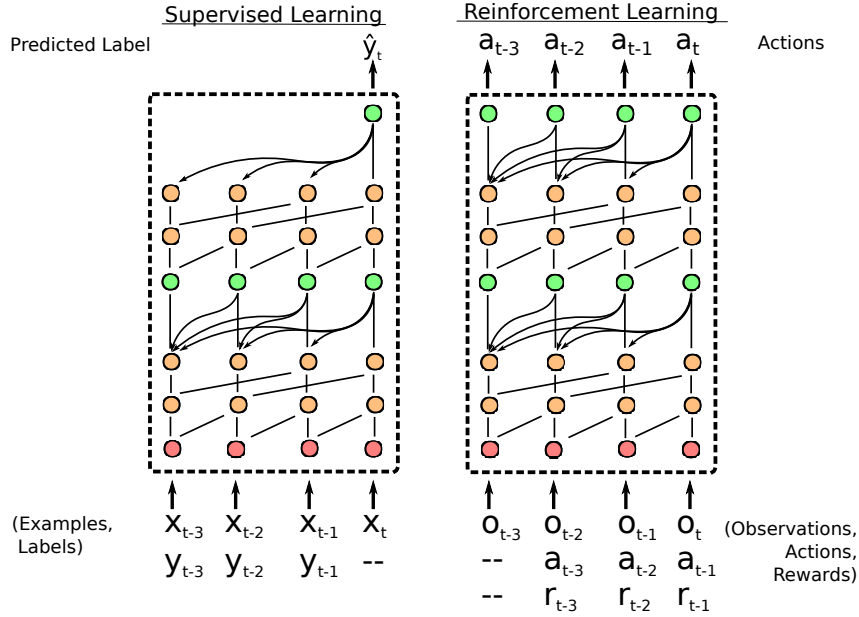 Supervised Learning
Reinforcement Learning
Predicted Label
ŷₜ
aₜ₋₃ aₜ₋₂ aₜ₋₁ aₜ
Actions
(Examples,
Labels)
xₜ₋₃ xₜ₋₂ xₜ₋₁ xₜ
yₜ₋₃ yₜ₋₂ yₜ₋₁ --
oₜ₋₃ oₜ₋₂ oₜ₋₁ oₜ
-- aₜ₋₃ aₜ₋₂ aₜ₋₁
-- rₜ₋₃ rₜ₋₂ rₜ₋₁
(Observations,
Actions,
Rewards)